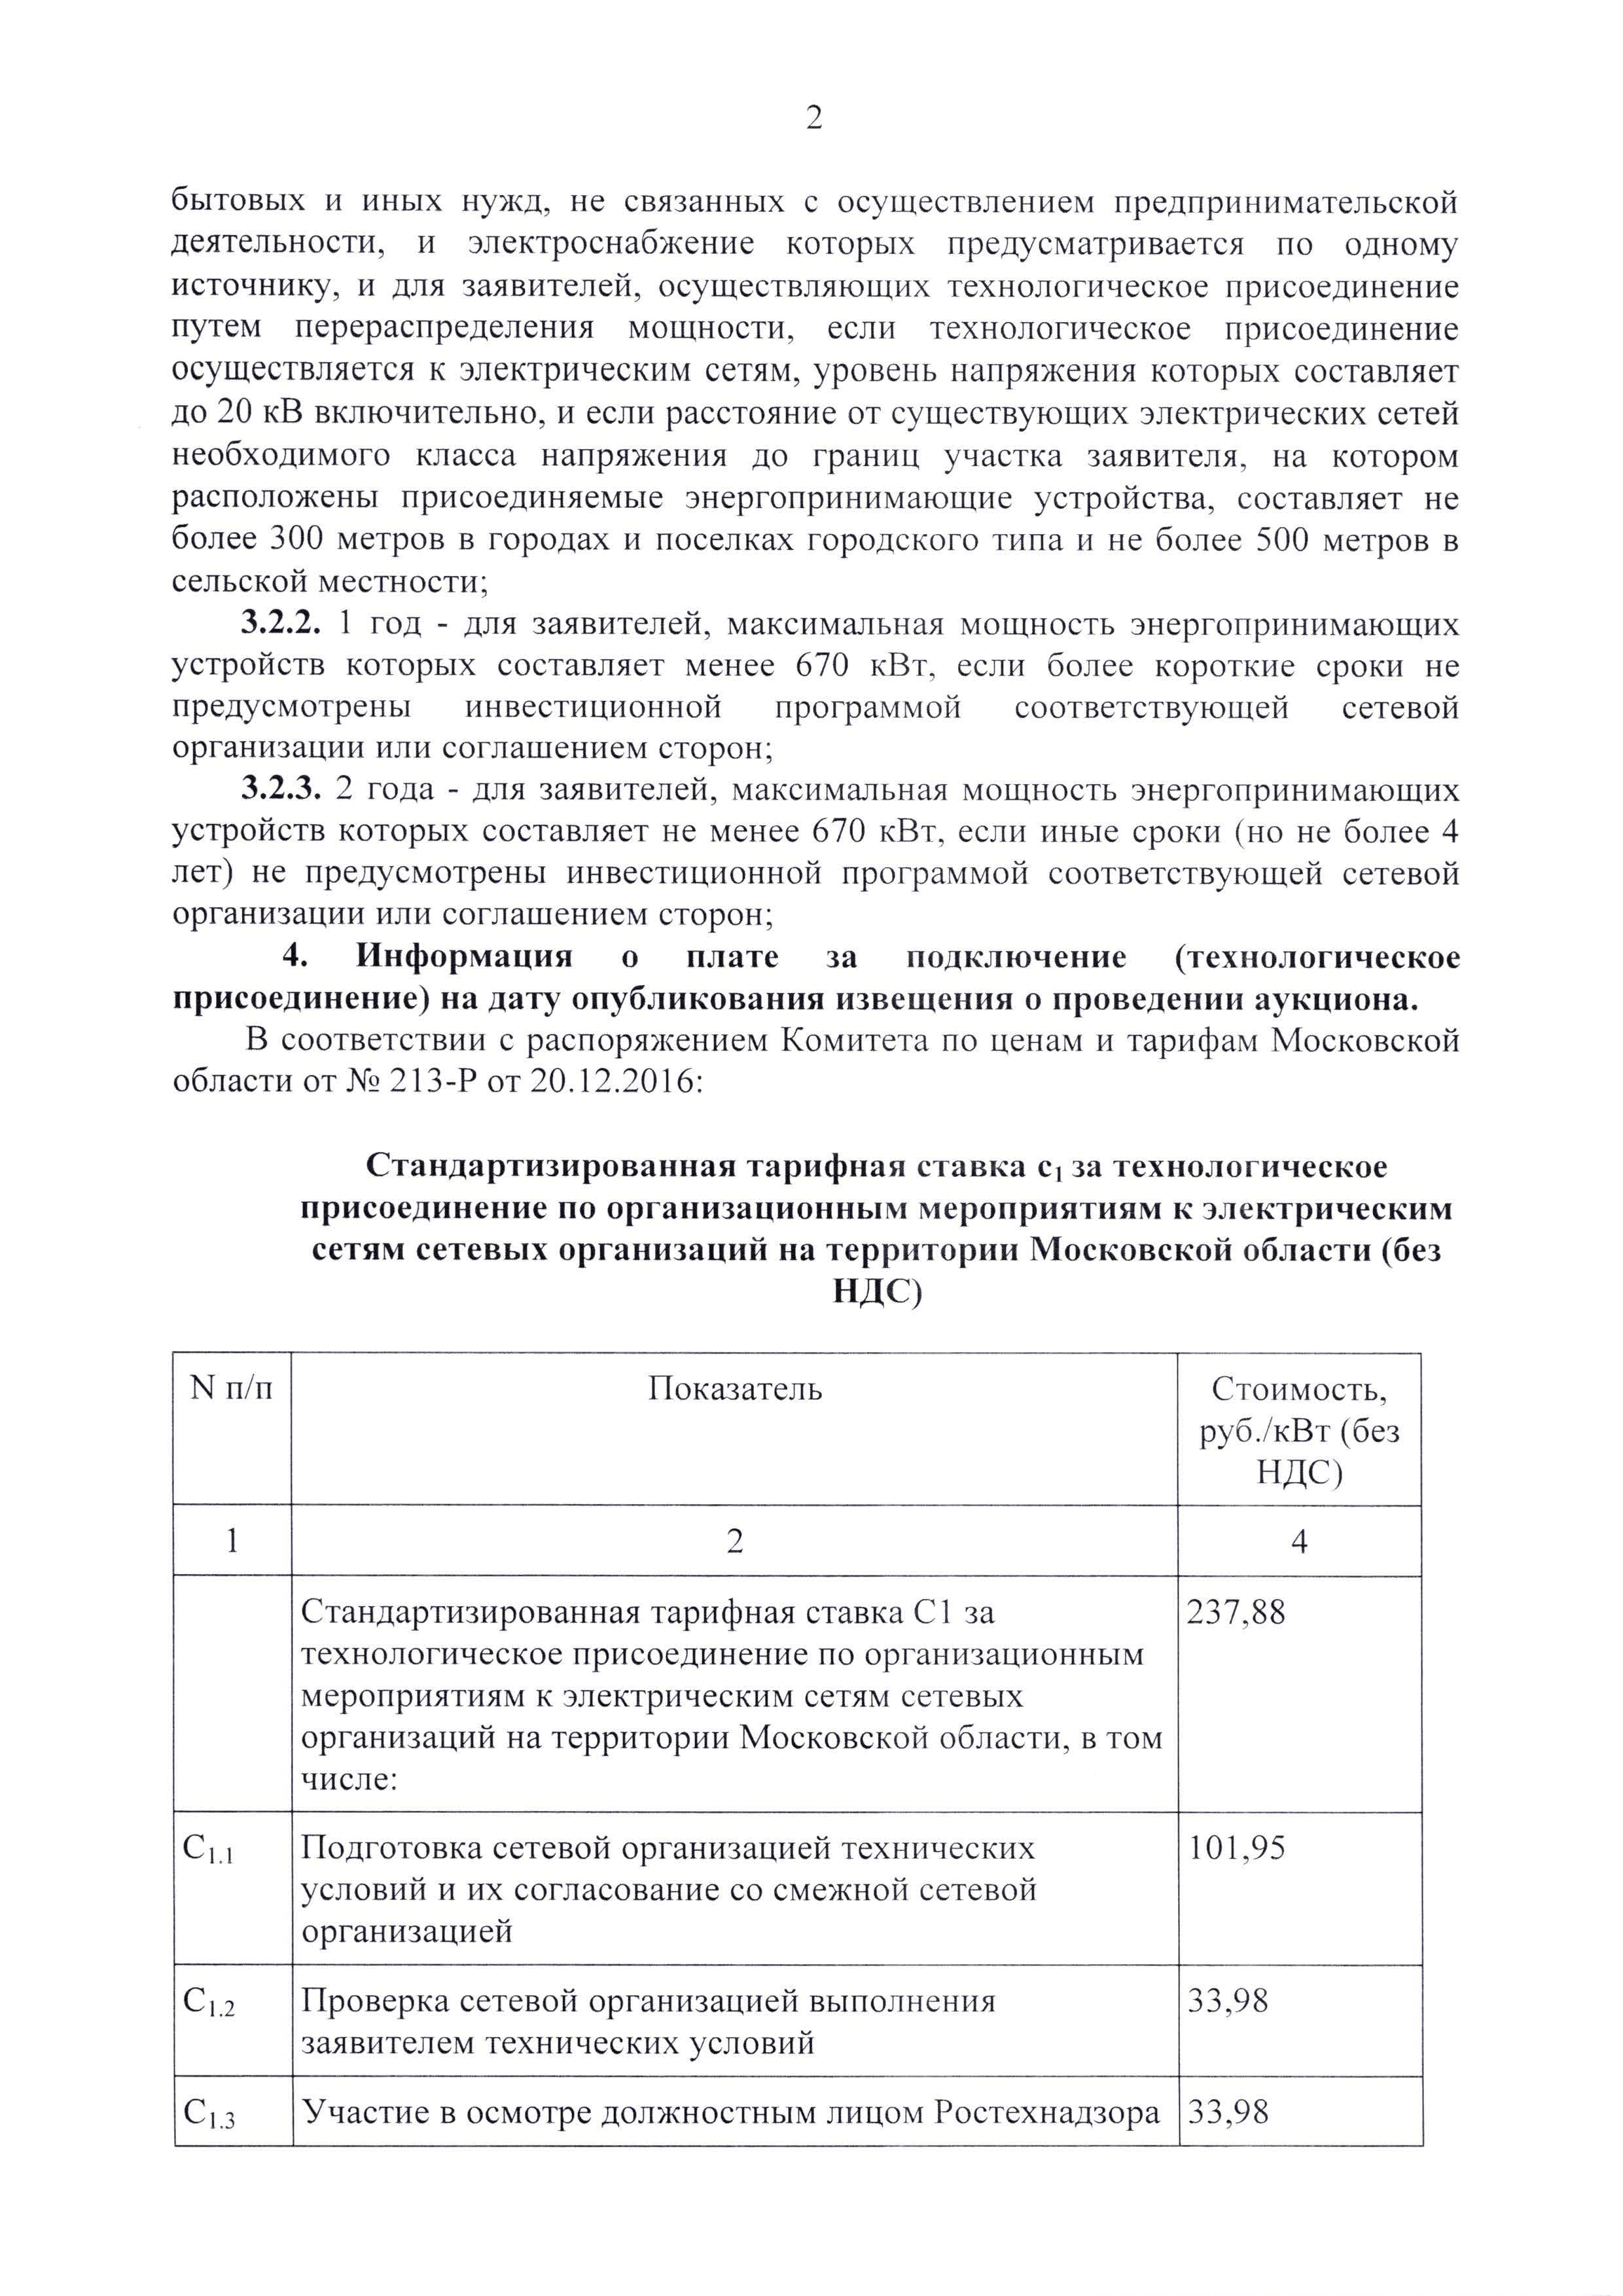 2
бытовых и иных нужд, не связанных с осуществлением предпринимательской
деятельности, и электроснабжение которых предусматривается по одному
источнику, и для заявителей, осуществляющих технологическое присоединение
путем перераспределения мощности, если технологическое присоединение
осуществляется к электрическим сетям, уровень напряжения которых составляет
до 20 кВ включительно, и если расстояние от существующих электрических сетей
необходимого класса напряжения до границ участка заявителя, на котором
расположены присоединяемые энергопринимающие устройства, составляет не
более 300 метров в городах и поселках городского типа и не более 500 метров в
сельской местности;
3.2.2. 1 год - для заявителей, максимальная мощность энергопринимающих
устройств которых составляет менее 670 кВт, если более короткие сроки не
предусмотрены инвестиционной программой соответствующей сетевой
организации или соглашением сторон;
3.2.3. 2 года - для заявителей, максимальная мощность энергопринимающих
устройств которых составляет не менее 670 кВт, если иные сроки (но не более 4
лет) не предусмотрены инвестиционной программой соответствующей сетевой
организации или соглашением сторон;
4. Информация о плате за подключение (технологическое
присоединение) на дату опубликования извещения о проведении аукциона.
В соответствии с распоряжением Комитета по ценам и тарифам Московской
области от № 213-Р от 20.12.2016:
Стандартизированная тарифная ставка с1 за технологическое
присоединение по организационным мероприятиям к электрическим
сетям сетевых организаций на территории Московской области (без
НДС)
N п/п
Показатель
Стоимость,
руб./кВт (без
НДС)
1
2
4
Стандартизированная тарифная ставка С1 за
технологическое присоединение по организационным
мероприятиям к электрическим сетям сетевых
организаций на территории Московской области, в том
числе:
237,88
С1.1
Подготовка сетевой организацией технических
условий и их согласование со смежной сетевой
организацией
101,95
С1.2
Проверка сетевой организацией выполнения
заявителем технических условий
33,98
С1.3
Участие в осмотре должностным лицом Ростехнадзора
33,98